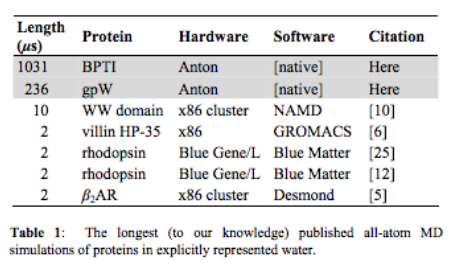 Length (μs) Protein Hardware Software Citation
1031 BPTI Anton [native] Here
236 gpW Anton [native] Here
10 WW domain x86 cluster NAMD [10]
2 villin HP-35 x86 GROMACS [6]
2 rhodopsin Blue Gene/L Blue Matter [25]
2 rhodopsin Blue Gene/L Blue Matter [12]
2 β₂AR x86 cluster Desmond [5]
Table 1: The longest (to our knowledge) published all-atom MD
simulations of proteins in explicitly represented water.